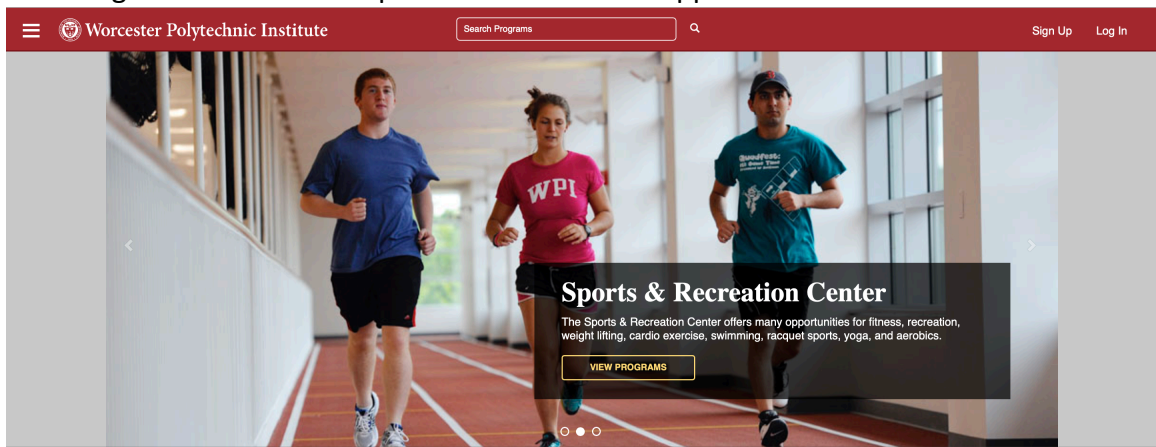 Worcester Polytechnic Institute
Search Programs
Sign Up
Log In
WPI
Quadfest:
Sports & Recreation Center
The Sports & Recreation Center offers many opportunities for fitness, recreation,
weight lifting, cardio exercise, swimming, racquet sports, yoga, and aerobics.
VIEW PROGRAMS